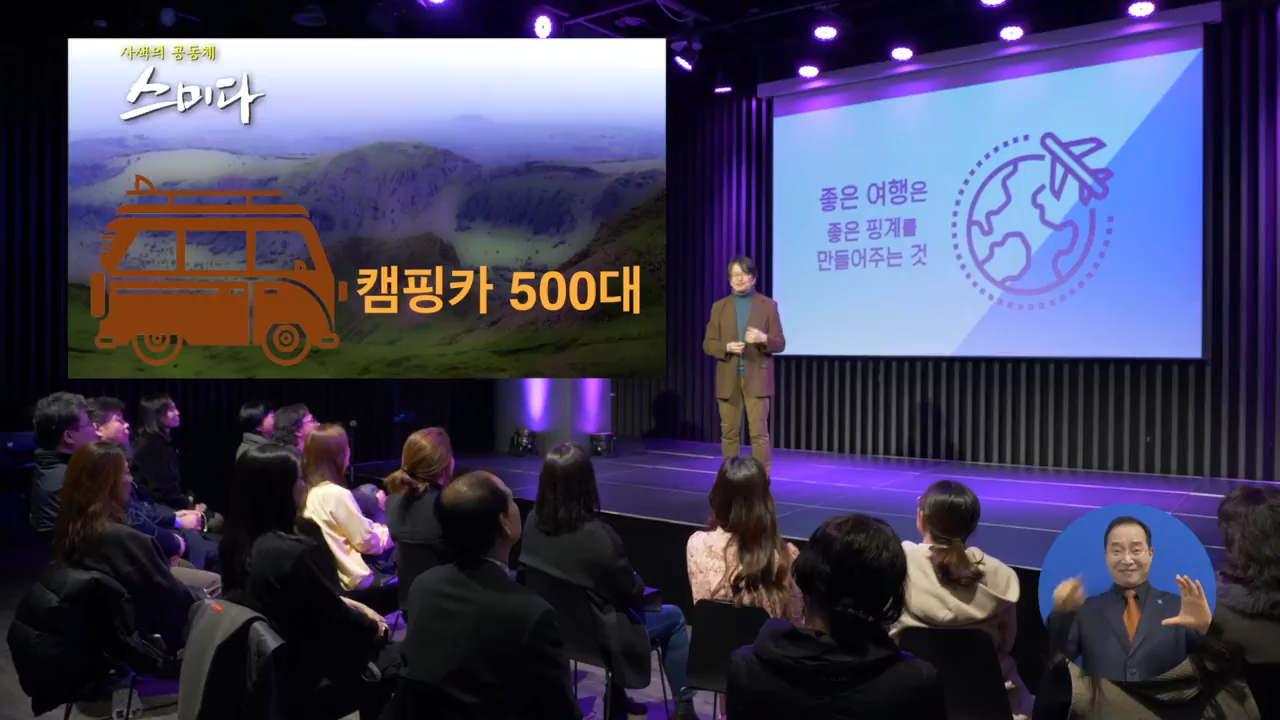 사색의 공동체
스미다
캠핑카 500대
좋은 여행은
좋은 핑계를
만들어주는 것